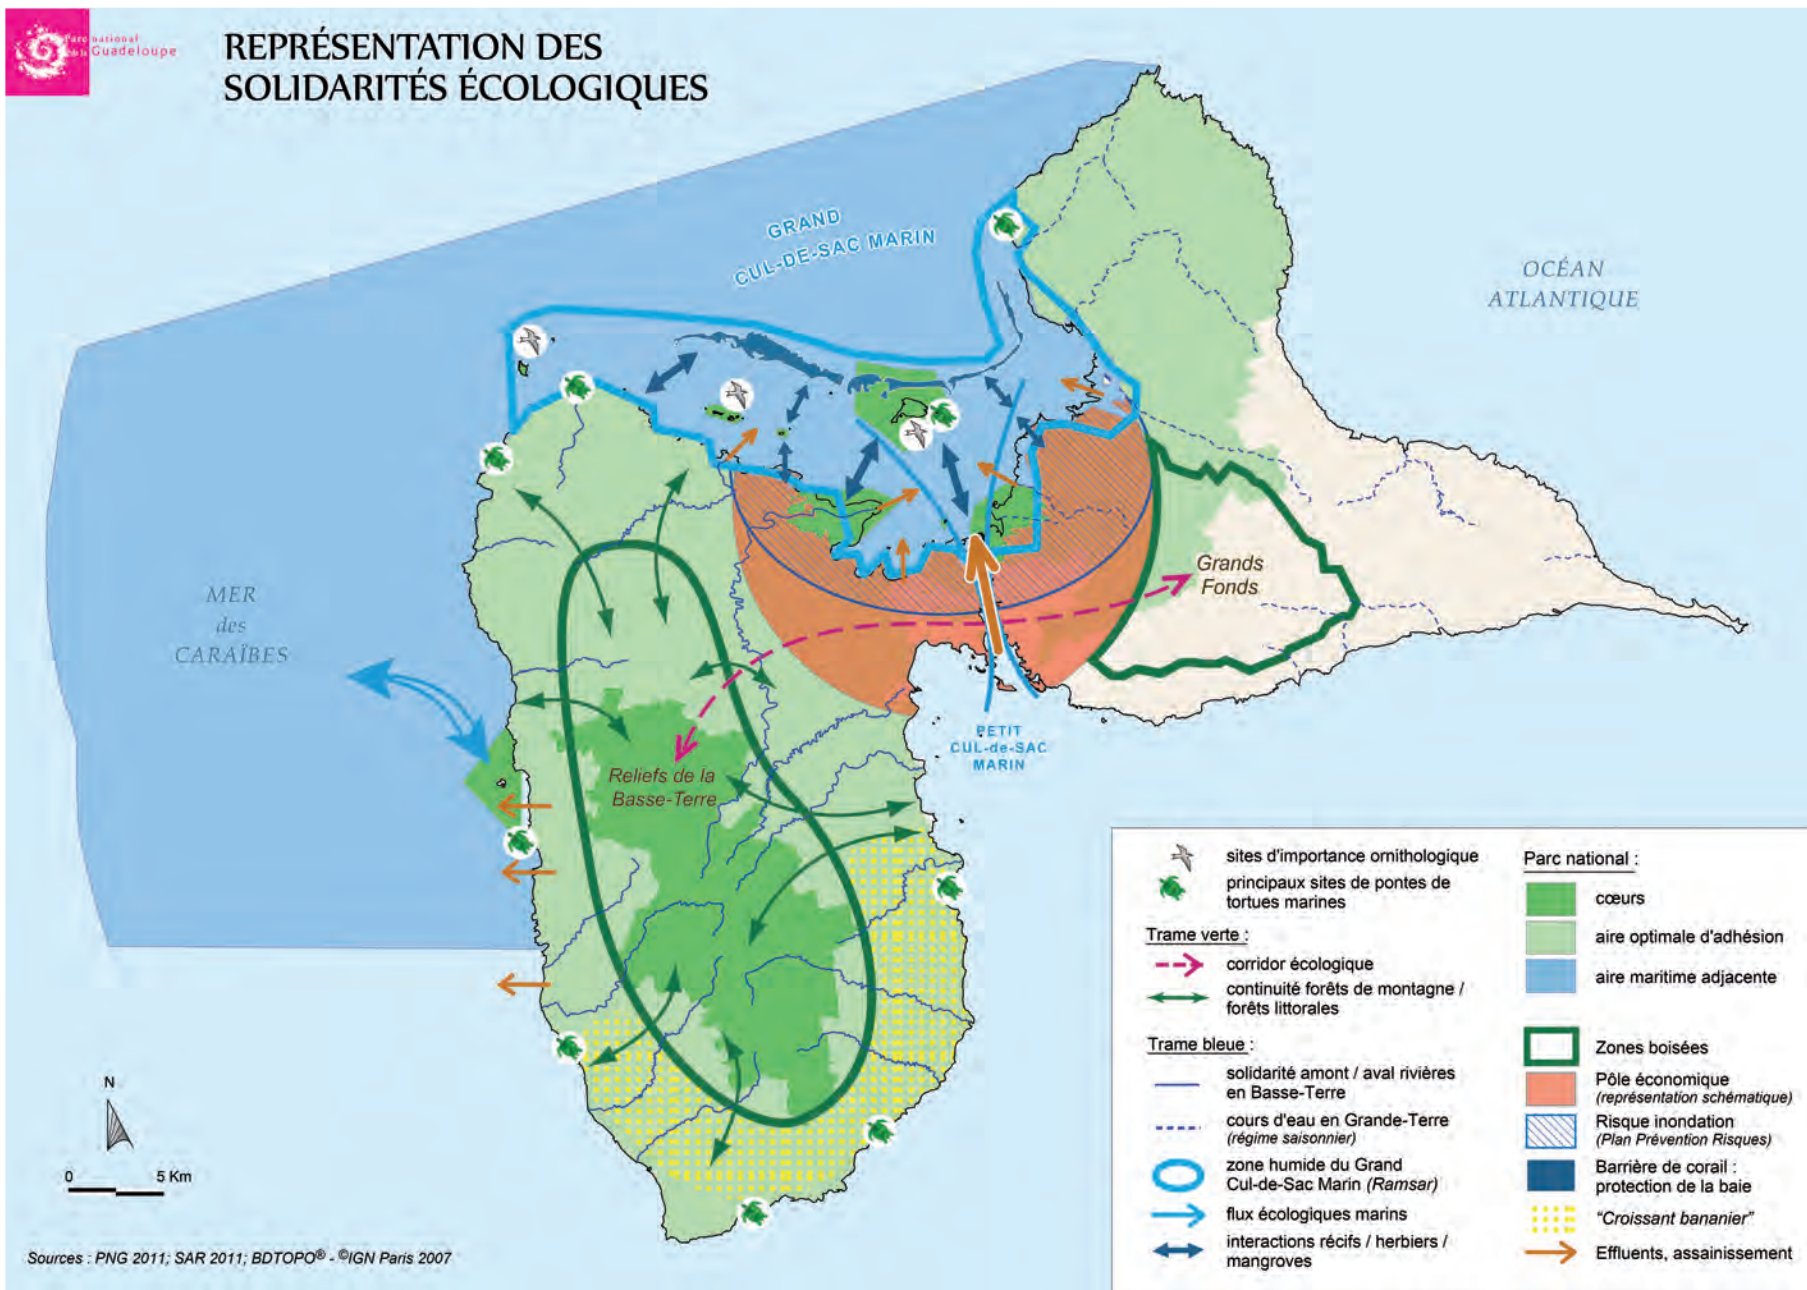 Parc national
de la Guadeloupe
REPRÉSENTATION DES
SOLIDARITÉS ÉCOLOGIQUES
GRAND
CUL-DE-SAC MARIN
OCÉAN
ATLANTIQUE
MER
des
CARAÏBES
Grands
Fonds
PETIT
CUL-de-SAC
MARIN
Reliefs de la
Basse-Terre
N
0 5 Km
Sources : PNG 2011; SAR 2011; BDTOPO® - ©IGN Paris 2007
sites d'importance ornithologique
principaux sites de pontes de
tortues marines
Trame verte :
corridor écologique
continuité forêts de montagne /
forêts littorales
Trame bleue :
solidarité amont / aval rivières
en Basse-Terre
cours d'eau en Grande-Terre
(régime saisonnier)
zone humide du Grand
Cul-de-Sac Marin (Ramsar)
flux écologiques marins
interactions récifs / herbiers /
mangroves
Parc national :
cœurs
aire optimale d'adhésion
aire maritime adjacente
Zones boisées
Pôle économique
(représentation schématique)
Risque inondation
(Plan Prévention Risques)
Barrière de corail :
protection de la baie
"Croissant bananier"
Effluents, assainissement